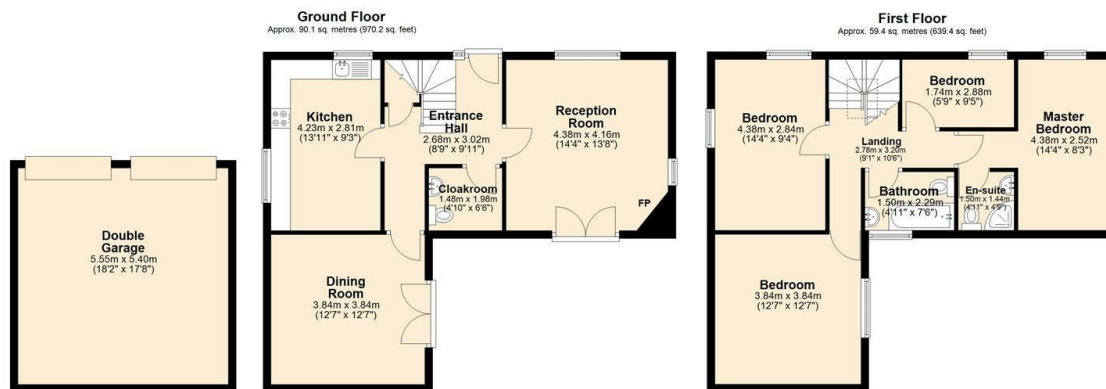 Ground Floor
Approx. 90.1 sq. metres (970.2 sq. feet)
Kitchen
4.23m x 2.81m
(13'11" x 9'3")
Entrance
Hall
2.68m x 3.02m
(8'9" x 9'11")
Reception
Room
4.38m x 4.16m
(14'4" x 13'8")
Cloakroom
1.48m x 1.98m
(4'10" x 6'6")
FP
Double
Garage
5.55m x 5.40m
(18'2" x 17'8")
Dining
Room
3.84m x 3.84m
(12'7" x 12'7")
First Floor
Approx. 59.4 sq. metres (639.4 sq. feet)
Bedroom
4.38m x 2.84m
(14'4" x 9'4")
Bedroom
1.74m x 2.88m
(5'9" x 9'5")
Master
Bedroom
4.38m x 2.52m
(14'4" x 8'3")
Landing
2.78m x 3.20m
(9'1" x 10'6")
Bathroom
1.50m x 2.29m
(4'11" x 7'6")
En-suite
1.50m x 1.44m
(4'11" x 4'9")
Bedroom
3.84m x 3.84m
(12'7" x 12'7")